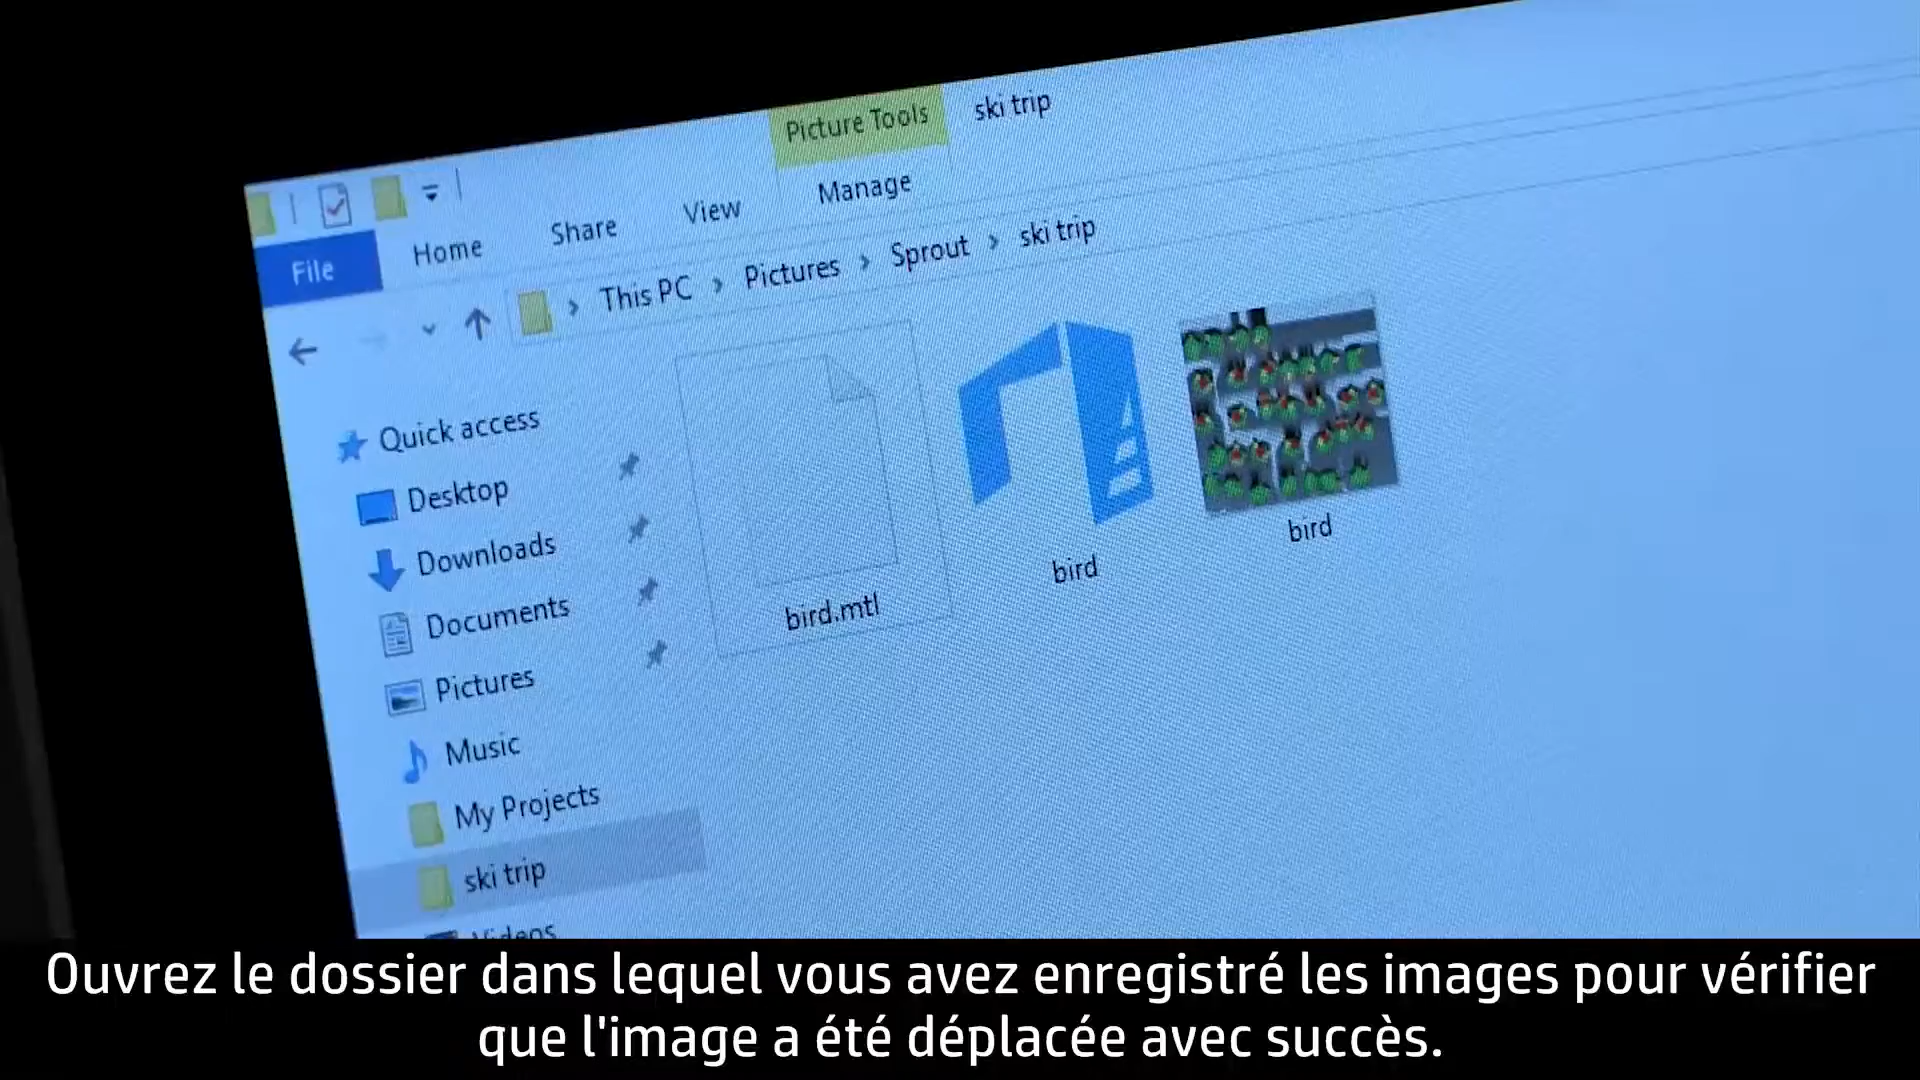 Picture Tools
ski trip
File
Home
Share
View
Manage
This PC > Pictures > Sprout > ski trip
Quick access
Desktop
Downloads
Documents
Pictures
Music
My Projects
ski trip
Videos
bird.mtl
bird
bird
Ouvrez le dossier dans lequel vous avez enregistré les images pour vérifier
que l'image a été déplacée avec succès.